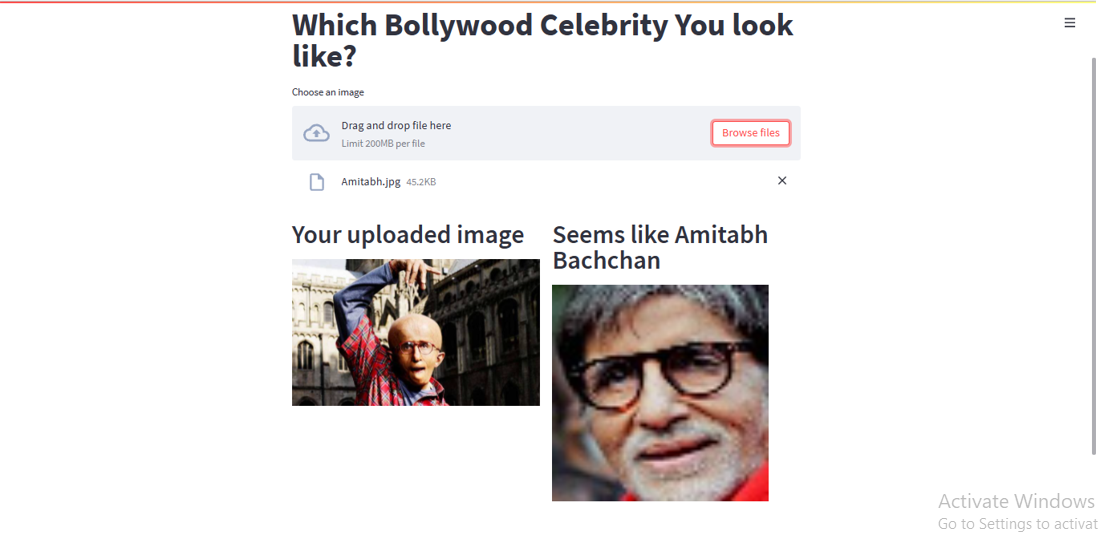 Which Bollywood Celebrity You look
like?
Choose an image
Drag and drop file here
Limit 200MB per file
Browse files
Amitabh.jpg 45.2KB
Your uploaded image
Seems like Amitabh
Bachchan
Activate Windows
Go to Settings to activat